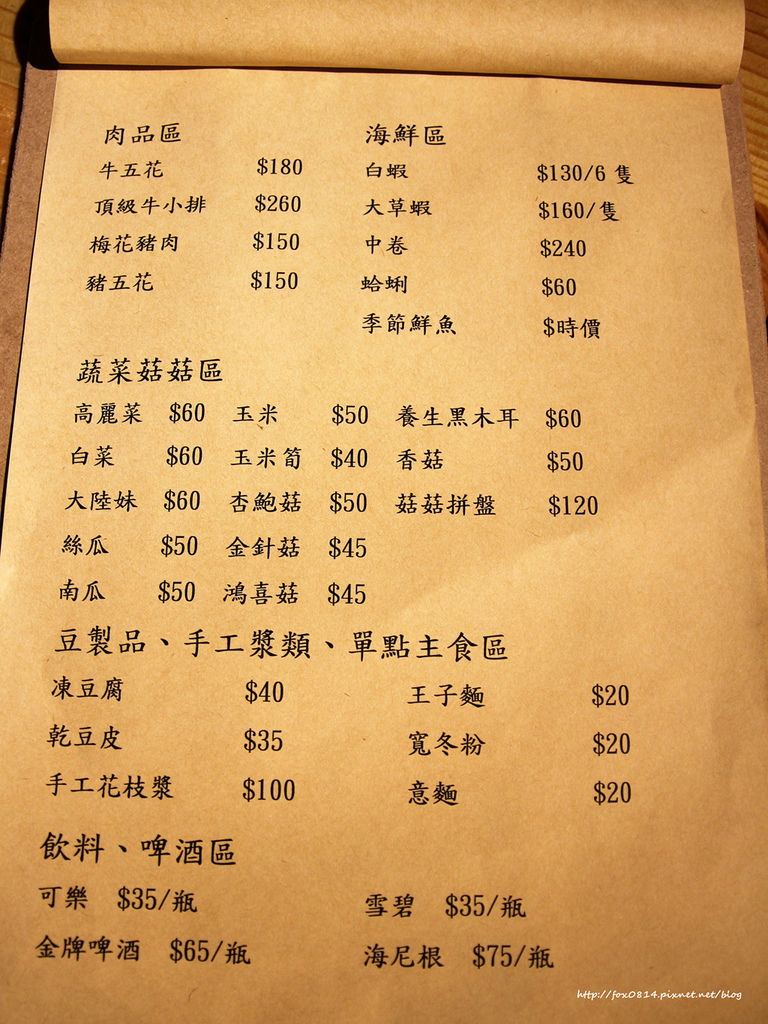 肉品區
牛五花 $180
頂級牛小排 $260
梅花豬肉 $150
豬五花 $150
海鮮區
白蝦 $130/6 隻
大草蝦 $160/隻
中卷 $240
蛤蜊 $60
季節鮮魚 $時價
蔬菜菇菇區
高麗菜 $60 玉米 $50 養生黑木耳 $60
白菜 $60 玉米筍 $40 香菇 $50
大陸妹 $60 杏鮑菇 $50 菇菇拼盤 $120
絲瓜 $50 金針菇 $45
南瓜 $50 鴻喜菇 $45
豆製品、手工漿類、單點主食區
凍豆腐 $40 王子麵 $20
乾豆皮 $35 寬冬粉 $20
手工花枝漿 $100 意麵 $20
飲料、啤酒區
可樂 $35/瓶 雪碧 $35/瓶
金牌啤酒 $65/瓶 海尼根 $75/瓶
http://fox0814.pixnet.net/blog